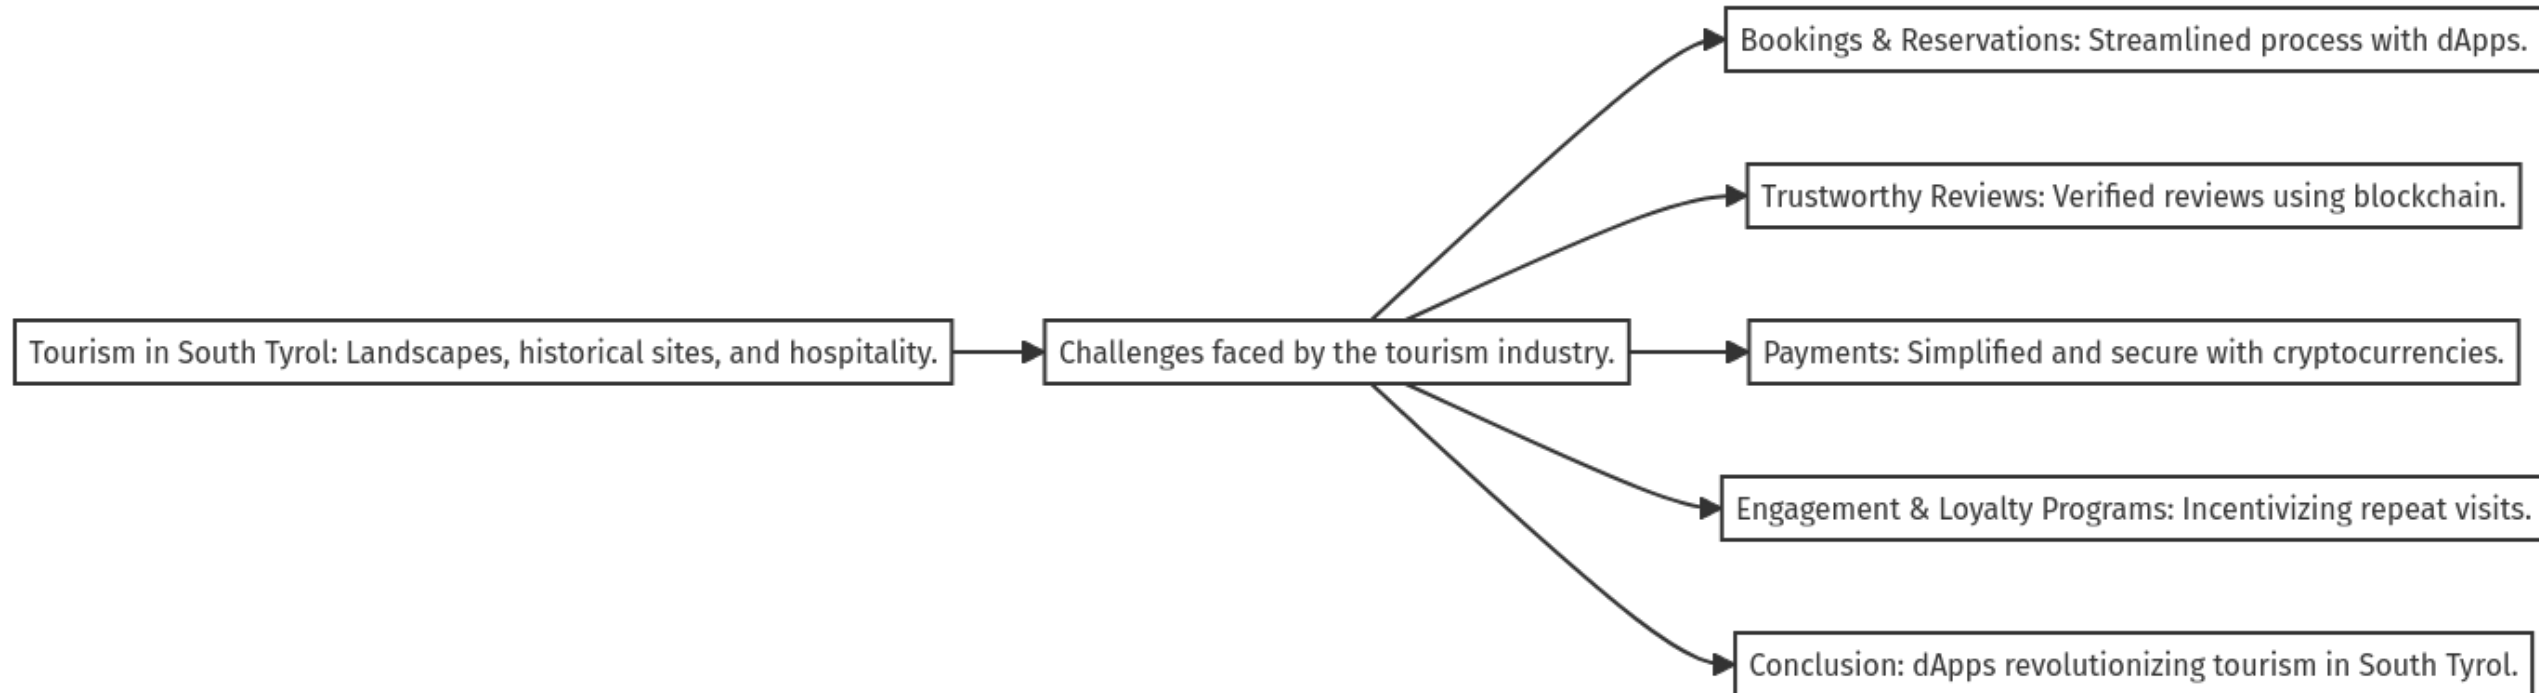 Tourism in South Tyrol: Landscapes, historical sites, and hospitality.
Challenges faced by the tourism industry.
Bookings & Reservations: Streamlined process with dApps.
Trustworthy Reviews: Verified reviews using blockchain.
Payments: Simplified and secure with cryptocurrencies.
Engagement & Loyalty Programs: Incentivizing repeat visits.
Conclusion: dApps revolutionizing tourism in South Tyrol.